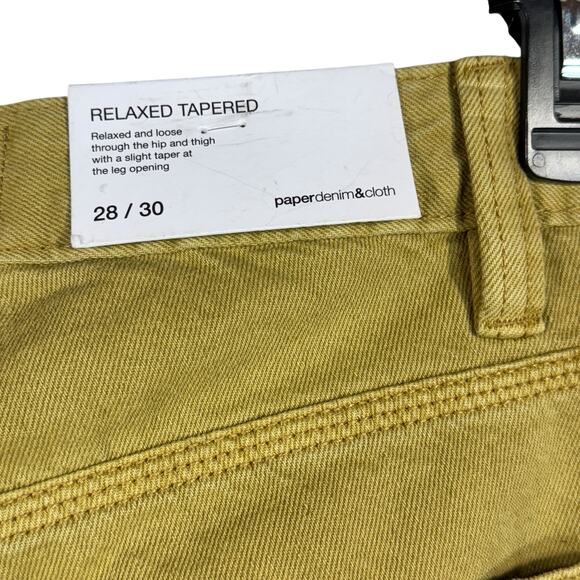 RELAXED TAPERED
Relaxed and loose
through the hip and thigh
with a slight taper at
the leg opening
28 / 30
paperdenim&cloth